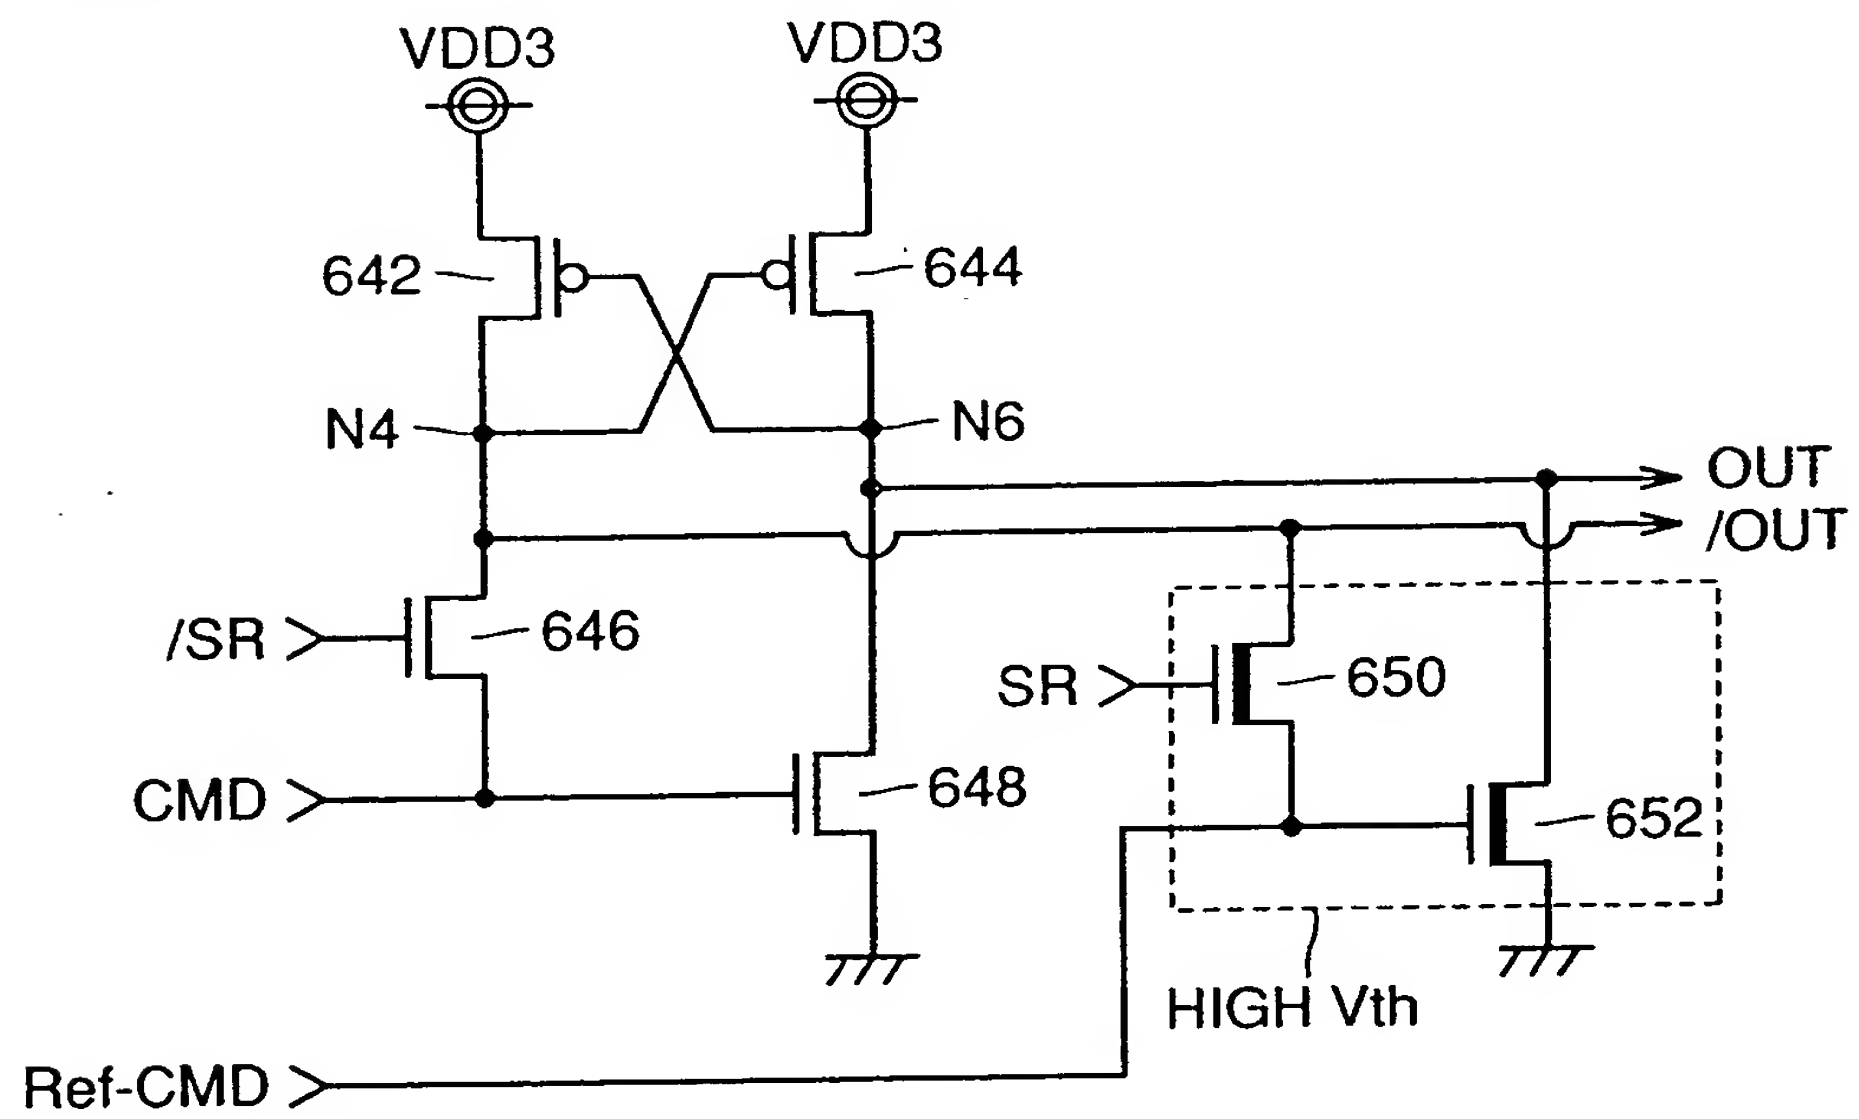 VDD3
VDD3
642
644
N4
N6
OUT
/OUT
/SR
646
SR
650
CMD
648
652
HIGH Vth
Ref-CMD